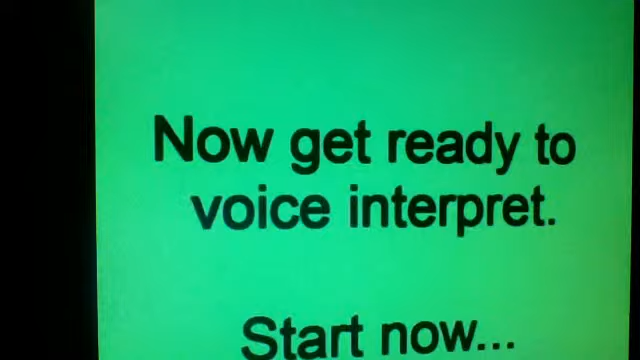 Now get ready to
voice interpret.
Start now...